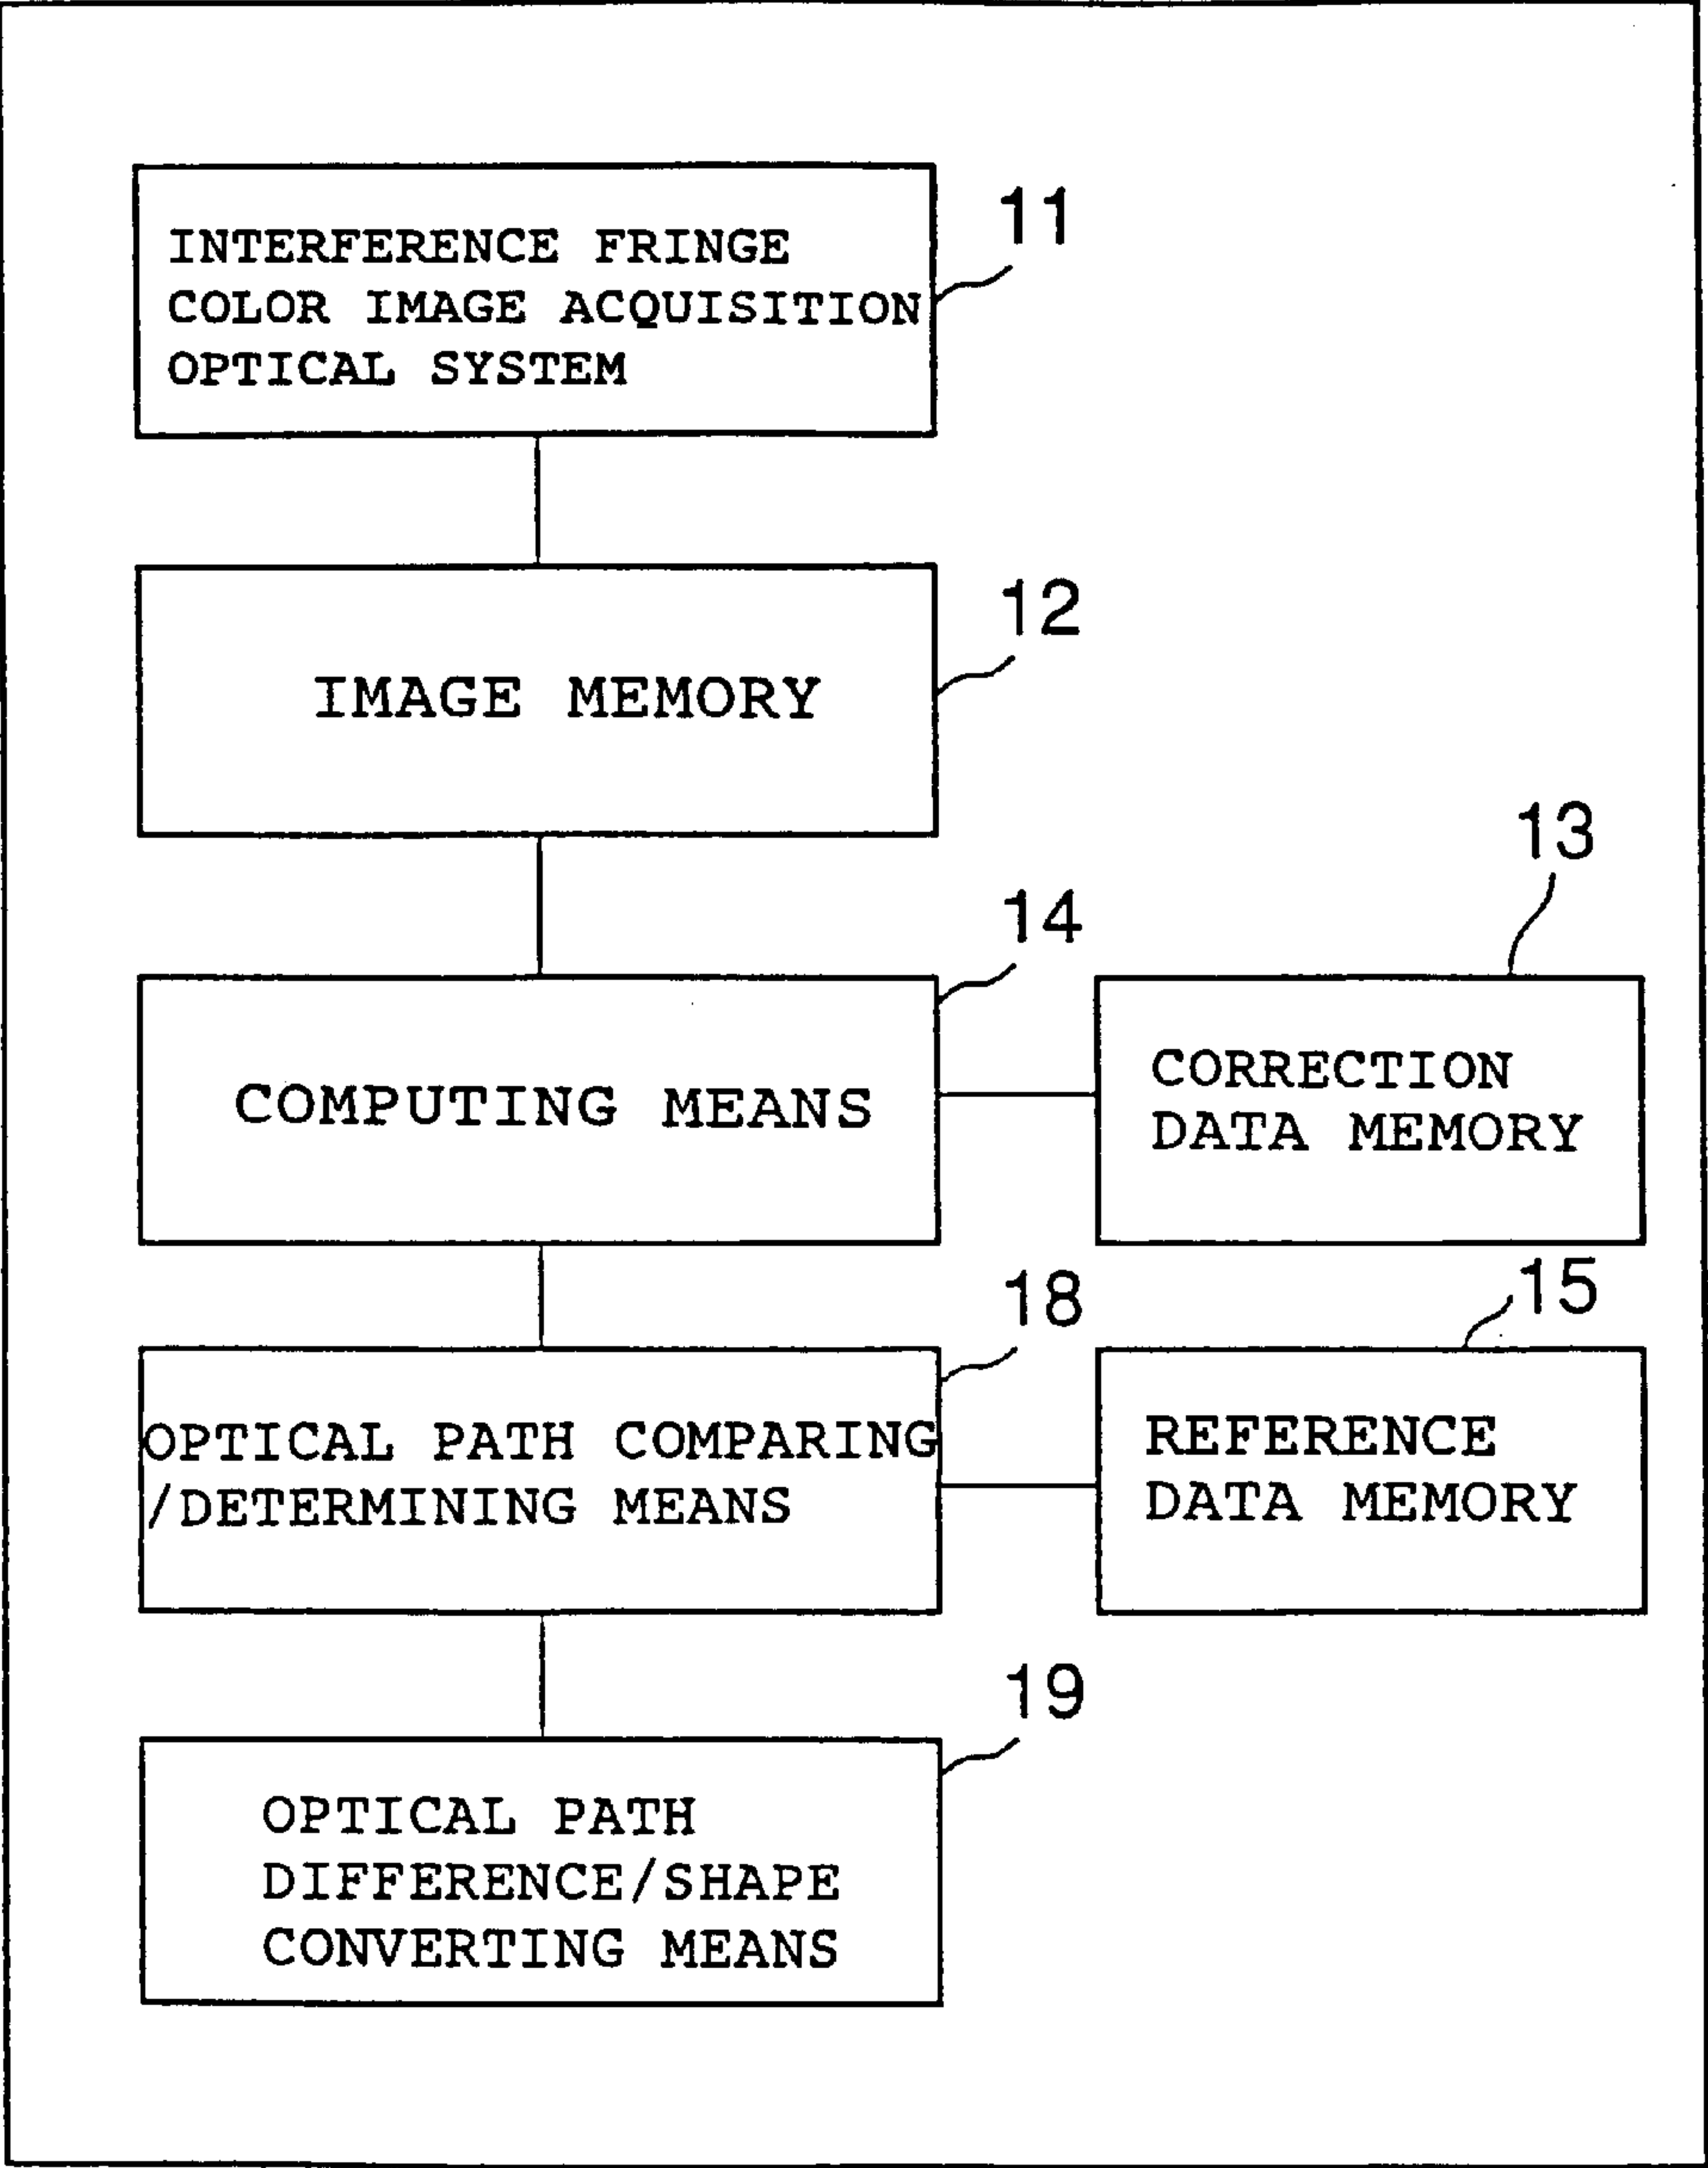 11
INTERFERENCE FRINGE
COLOR IMAGE ACQUISITION
OPTICAL SYSTEM
12
IMAGE MEMORY
13
14
COMPUTING MEANS
CORRECTION
DATA MEMORY
18
15
OPTICAL PATH COMPARING
/DETERMINING MEANS
REFERENCE
DATA MEMORY
19
OPTICAL PATH
DIFFERENCE/SHAPE
CONVERTING MEANS